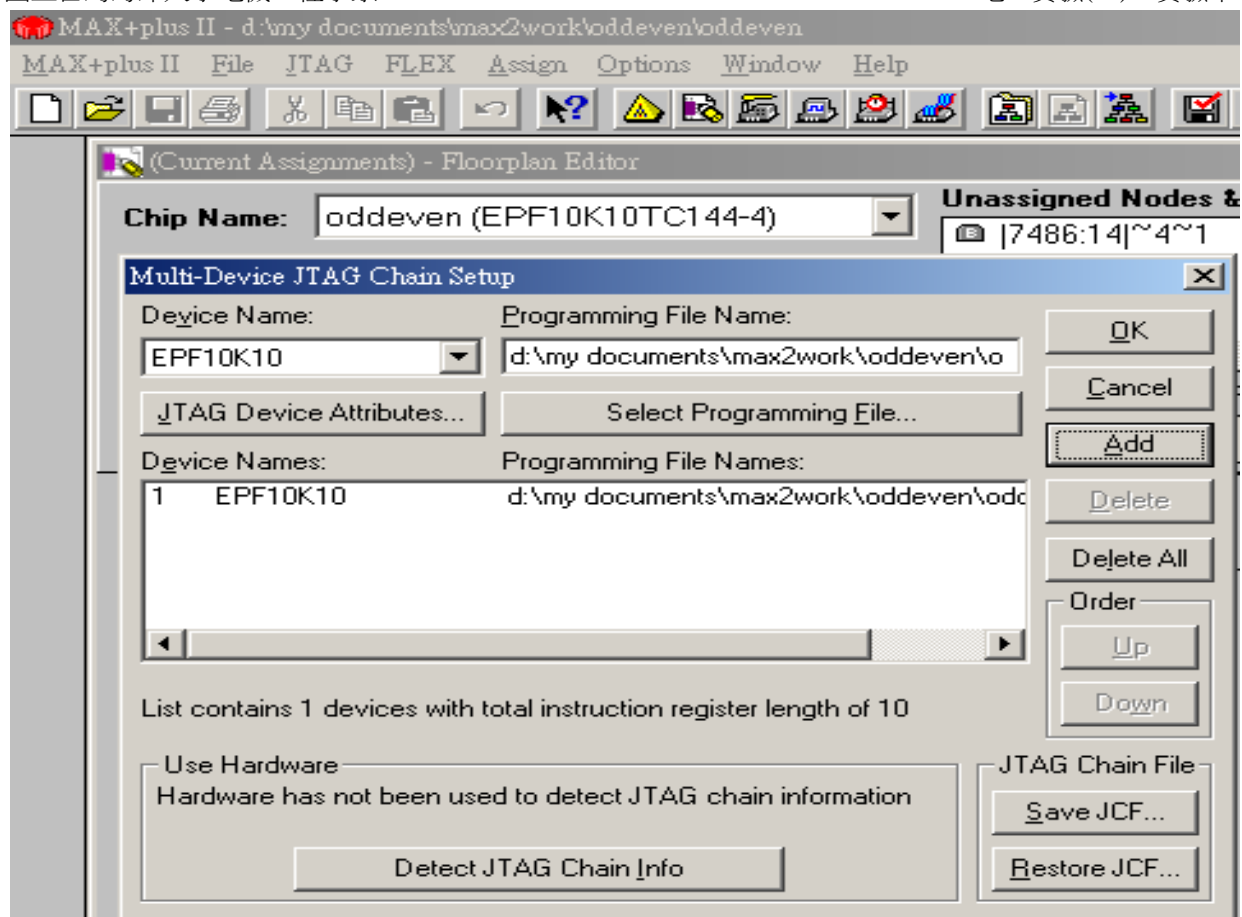 MAX+plus II - d:\my documents\max2work\oddeven\oddeven
MAX+plus II File JTAG FLEX Assign Options Window Help
(Current Assignments) - Floorplan Editor
Chip Name: oddeven (EPF10K10TC144-4)
Unassigned Nodes &
|7486:14|~4~1
Multi-Device JTAG Chain Setup
Device Name: Programming File Name:
EPF10K10 d:\my documents\max2work\oddeven\o
OK
Cancel
JTAG Device Attributes... Select Programming File...
Add
Device Names: Programming File Names:
1 EPF10K10 d:\my documents\max2work\oddeven\odd
Delete
Delete All
Order
Up
Down
List contains 1 devices with total instruction register length of 10
Use Hardware
Hardware has not been used to detect JTAG chain information
Detect JTAG Chain Info
JTAG Chain File
Save JCF...
Restore JCF...